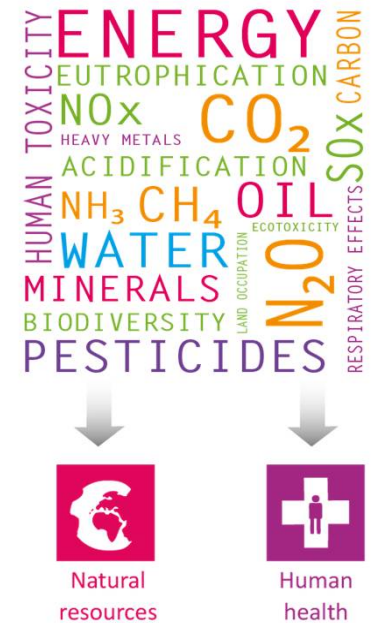 ENERGY
EUTROPHICATION
NOx
CO₂
HEAVY METALS
ACIDIFICATION
NH₃ CH₄ OIL
ECOTOXICITY
WATER
MINERALS
BIODIVERSITY
PESTICIDES
HUMAN TOXICITY
LAND OCCUPATION
N₂O
SOx CARBON
RESPIRATORY EFFECTS
Natural
resources
Human
health